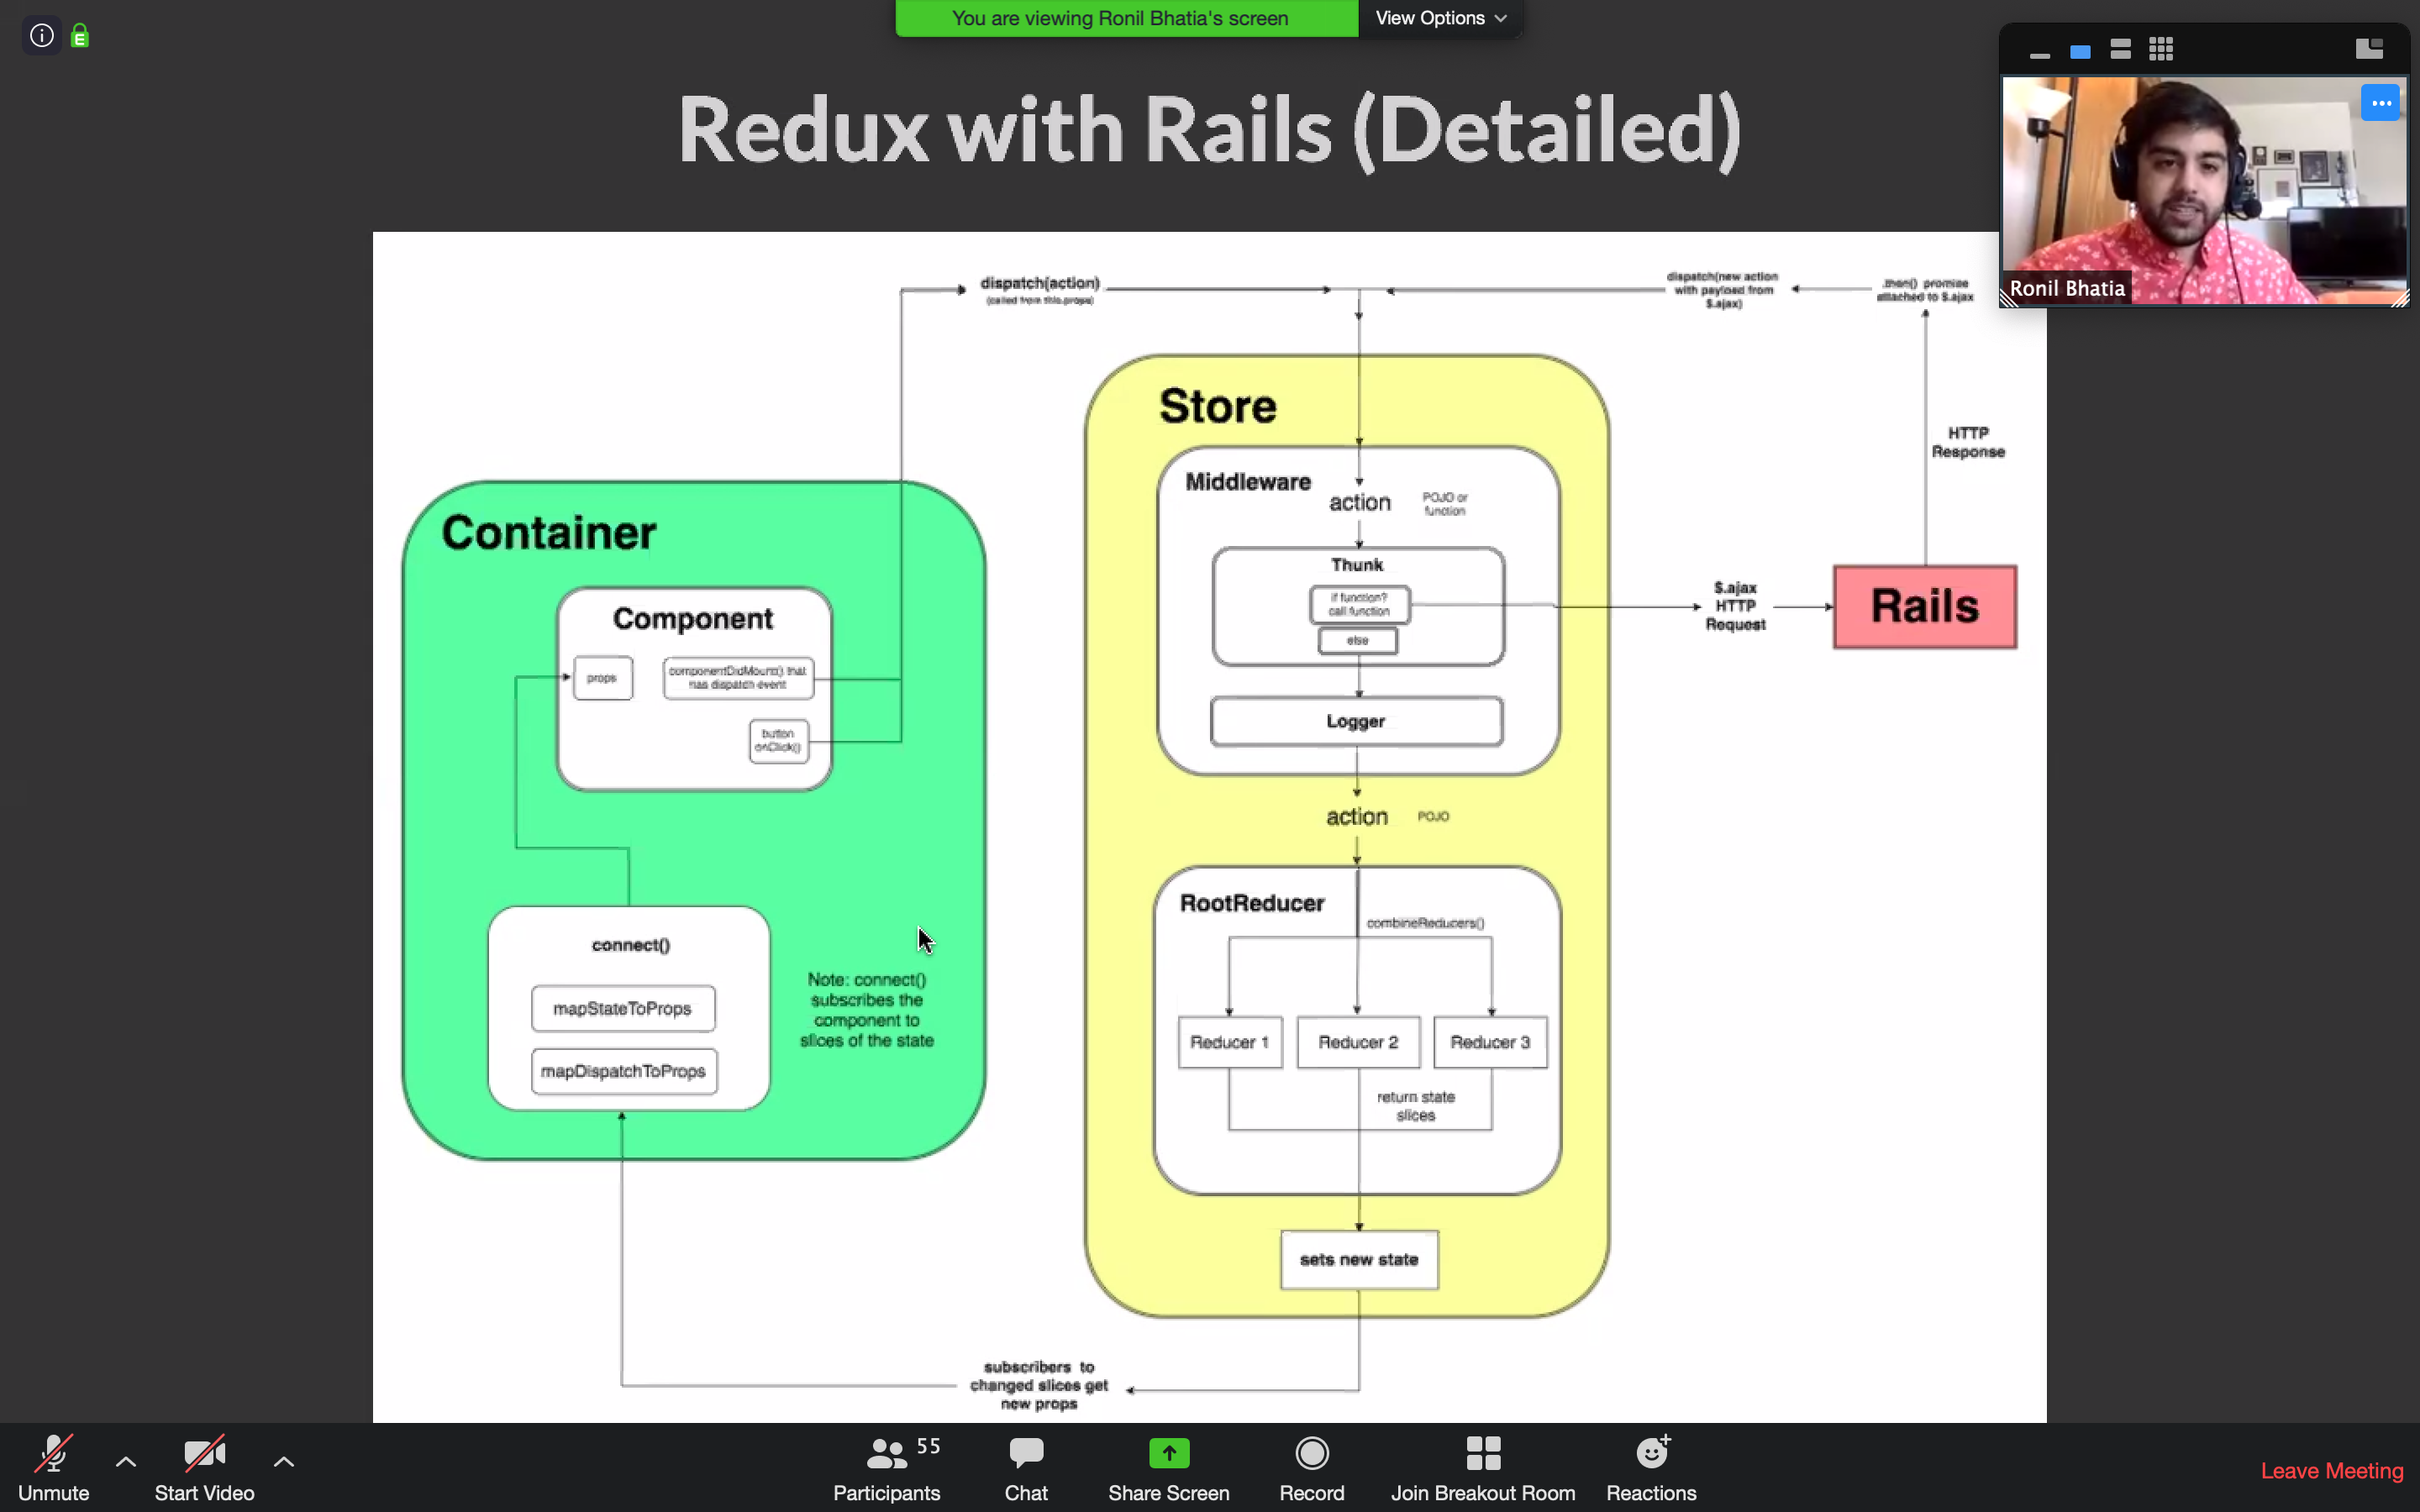 You are viewing Ronil Bhatia's screen
View Options
Redux with Rails (Detailed)
Ronil Bhatia
dispatch(action)
(called from this.props)
dispatch(new action
with payload from
$.ajax)
.then() promise
attached to $.ajax
Store
HTTP
Response
Middleware
action
POJO or
function
Container
Thunk
if function?
call function
else
$.ajax
HTTP
Request
Rails
Component
props
componentDidMount() that
has dispatch event
button
onClick()
Logger
action
POJO
RootReducer
combineReducers()
connect()
mapStateToProps
mapDispatchToProps
Note: connect()
subscribes the
component to
slices of the state
Reducer 1
Reducer 2
Reducer 3
return state
slices
sets new state
subscribers to
changed slices get
new props
55
Unmute
Start Video
Participants
Chat
Share Screen
Record
Join Breakout Room
Reactions
Leave Meeting